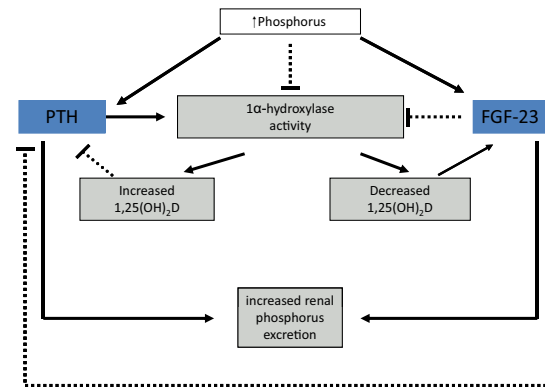 ↑Phosphorus
PTH
1α-hydroxylase
activity
FGF-23
Increased
1,25(OH)₂D
Decreased
1,25(OH)₂D
increased renal
phosphorus
excretion